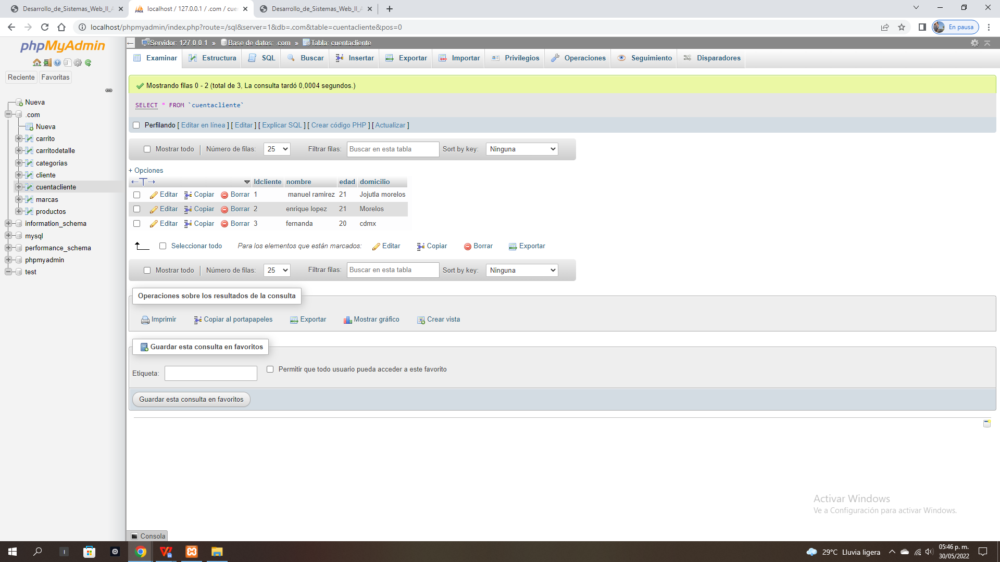 Desarrollo_de_Sistemas_Web_II_A
localhost / 127.0.0.1 / .com / cue
Desarrollo_de_Sistemas_Web_II_A
localhost/phpmyadmin/index.php?route=/sql&server=1&db=.com&table=cuentacliente&pos=0
En pausa
phpMyAdmin
Reciente Favoritas
Nueva
.com
Nueva
carrito
carritodetalle
categorias
cliente
cuentacliente
marcas
productos
information_schema
mysql
performance_schema
phpmyadmin
test
Servidor: 127.0.0.1 » Base de datos: .com » Tabla: cuentacliente
Examinar Estructura SQL Buscar Insertar Exportar Importar Privilegios Operaciones Seguimiento Disparadores
Mostrando filas 0 - 2 (total de 3, La consulta tardó 0,0004 segundos.)
SELECT * FROM `cuentacliente`
Perfilando [ Editar en línea ] [ Editar ] [ Explicar SQL ] [ Crear código PHP ] [ Actualizar ]
Mostrar todo | Número de filas: 25 Filtrar filas: Buscar en esta tabla Sort by key: Ninguna
+ Opciones
←T→ Idcliente nombre edad domicilio
Editar Copiar Borrar 1 manuel ramirez 21 Jojutla morelos
Editar Copiar Borrar 2 enrique lopez 21 Morelos
Editar Copiar Borrar 3 fernanda 20 cdmx
Seleccionar todo Para los elementos que están marcados: Editar Copiar Borrar Exportar
Mostrar todo | Número de filas: 25 Filtrar filas: Buscar en esta tabla Sort by key: Ninguna
Operaciones sobre los resultados de la consulta
Imprimir Copiar al portapapeles Exportar Mostrar gráfico Crear vista
Guardar esta consulta en favoritos
Etiqueta: Permitir que todo usuario pueda acceder a este favorito
Guardar esta consulta en favoritos
Activar Windows
Ve a Configuración para activar Windows.
Consola
29°C Lluvia ligera
05:46 p. m.
30/05/2022